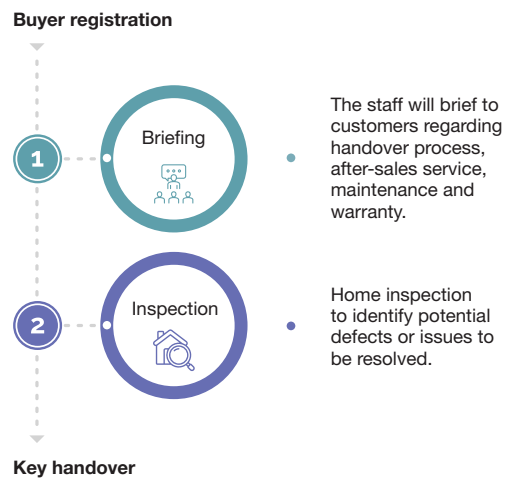 Buyer registration
1
Briefing
The staff will brief to
customers regarding
handover process,
after-sales service,
maintenance and
warranty.
2
Inspection
Home inspection
to identify potential
defects or issues to
be resolved.
Key handover